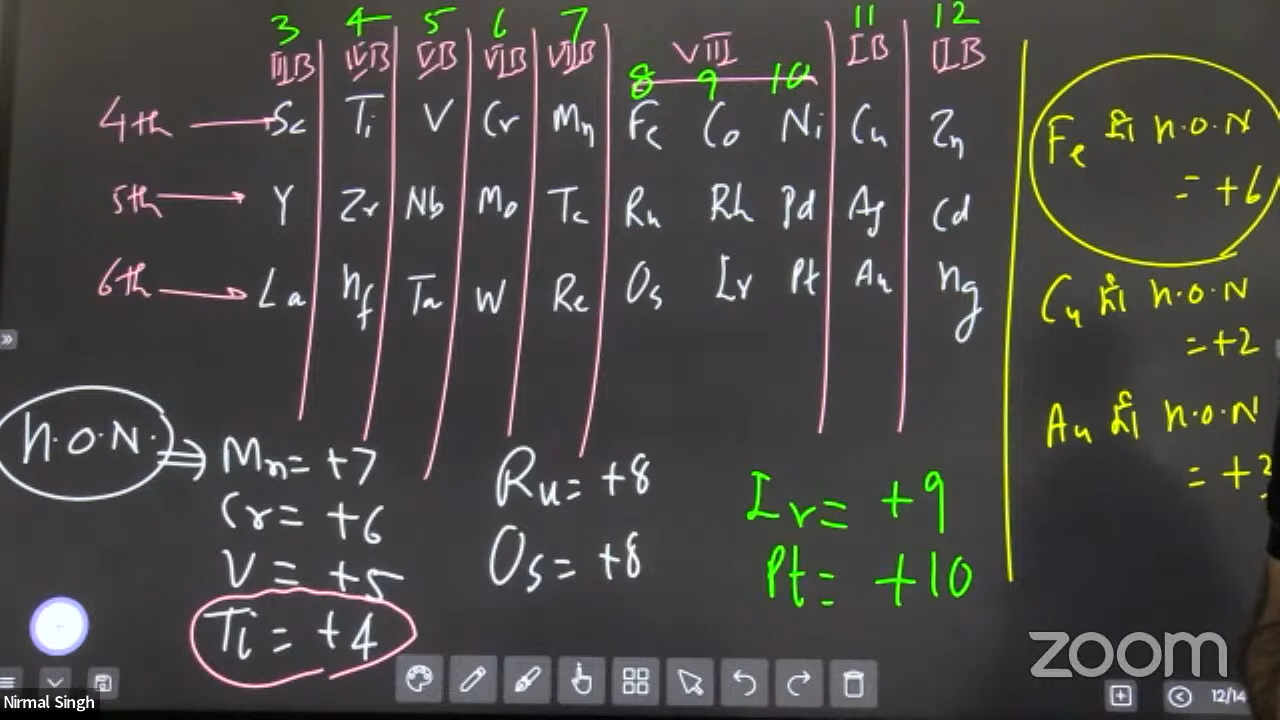 3 4 5 6 7 11 12
IIIB IVB VB VIB VIIB VIII IB IIB
8 9 10
4th Sc Ti V Cr Mn Fe Co Ni Cu Zn
5th Y Zr Nb Mo Tc Ru Rh Pd Ag Cd
6th La Hf Ta W Re Os Ir Pt Au Hg
H.O.N. ⇒ Mn = +7
Cr = +6
V = +5
Ti = +4
Ru = +8
Os = +8
Ir = +9
Pt = +10
Fe की H.O.N
= +6
Cu की H.O.N
= +2
Au की H.O.N
= +3
zoom
Nirmal Singh
12/14